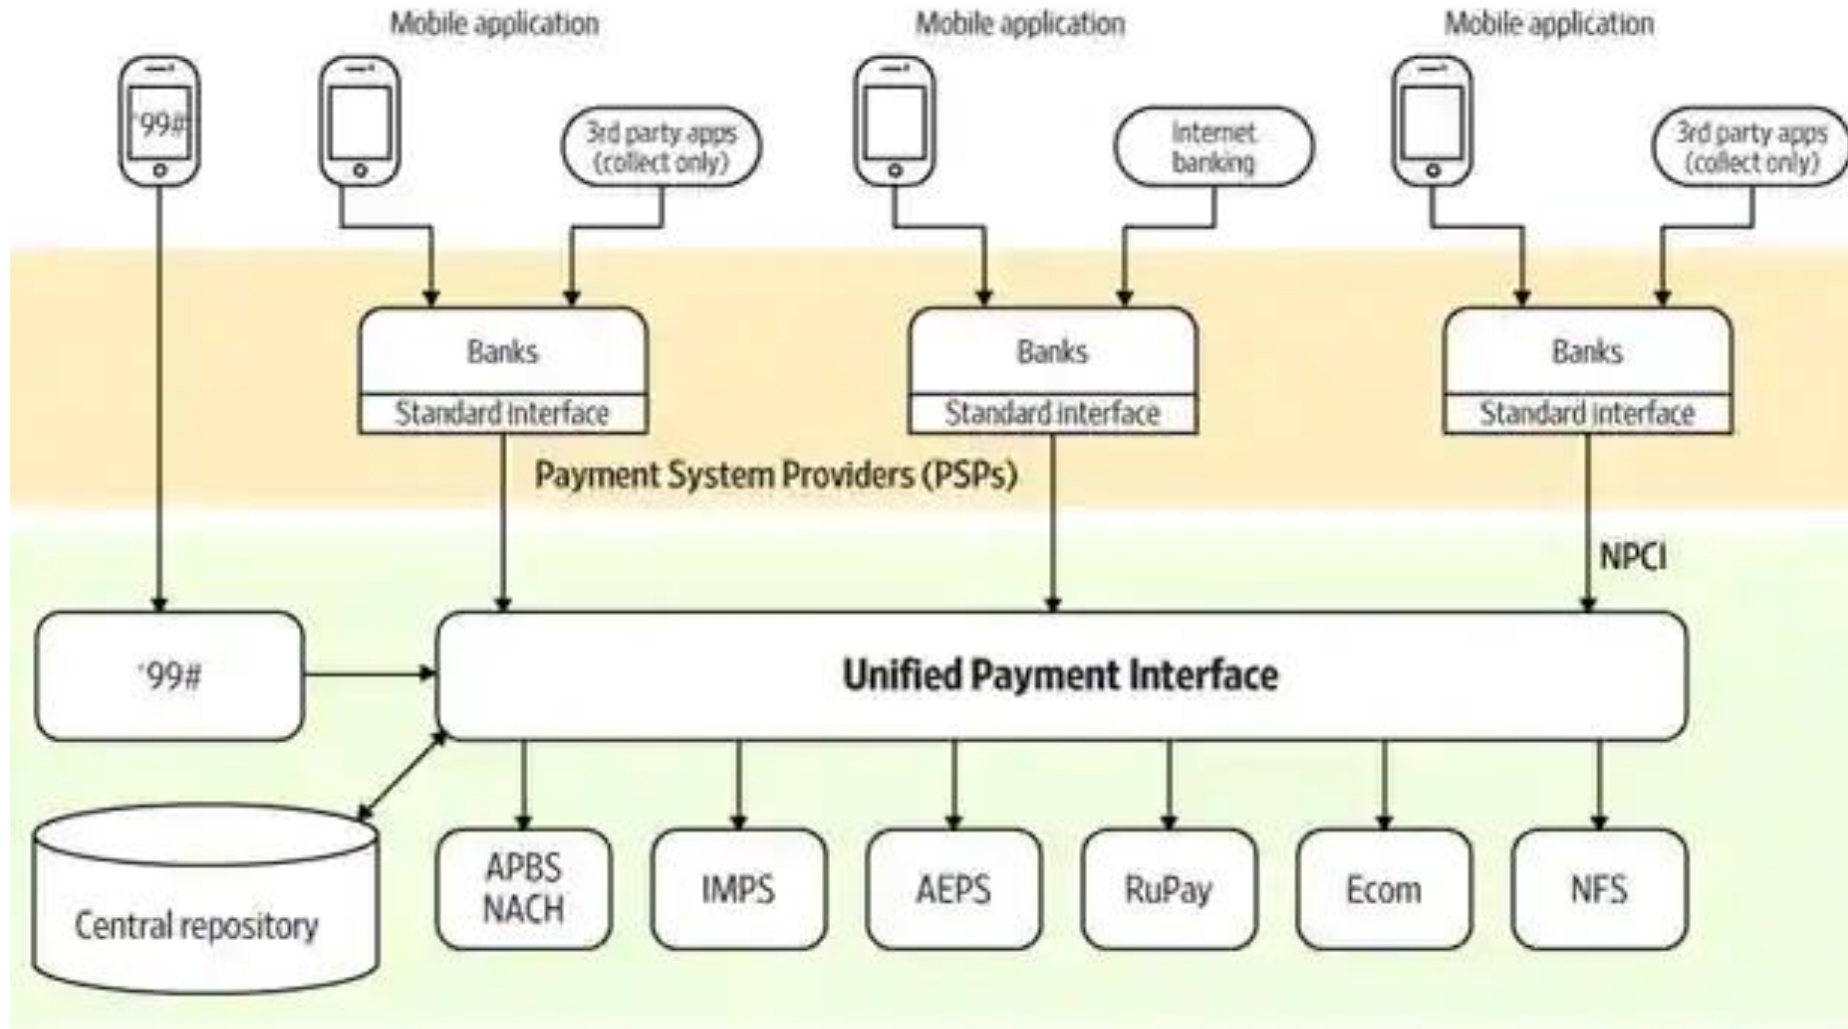 Mobile application
Mobile application
Mobile application
*99#
3rd party apps
(collect only)
Internet
banking
3rd party apps
(collect only)
Banks
Banks
Banks
Standard interface
Standard interface
Standard interface
Payment System Providers (PSPs)
NPCI
*99#
Unified Payment Interface
APBS
NACH
IMPS
AEPS
RuPay
Ecom
NFS
Central repository